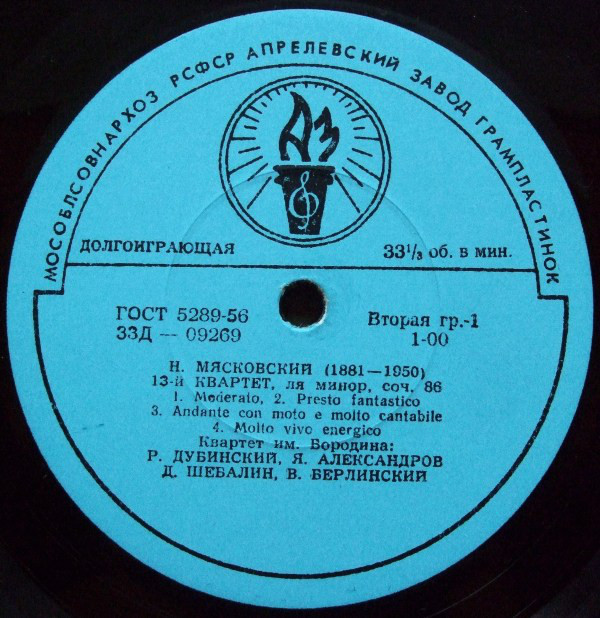 МОСОБЛСОВНАРХОЗ РСФСР АПРЕЛЕВСКИЙ ЗАВОД ГРАМПЛАСТИНОК
АЗ
ДОЛГОИГРАЮЩАЯ 33 1/3 об. в мин.
ГОСТ 5289-56 Вторая гр.-1
33Д — 09269 1-00
Н. МЯСКОВСКИЙ (1881—1950)
13-й КВАРТЕТ, ля минор, соч. 86
1. Moderato, 2. Presto fantastico
3. Andante con moto e molto cantabile
4. Molto vivo energico
Квартет им. Бородина:
Р. ДУБИНСКИЙ, Я. АЛЕКСАНДРОВ
Д. ШЕБАЛИН, В. БЕРЛИНСКИЙ